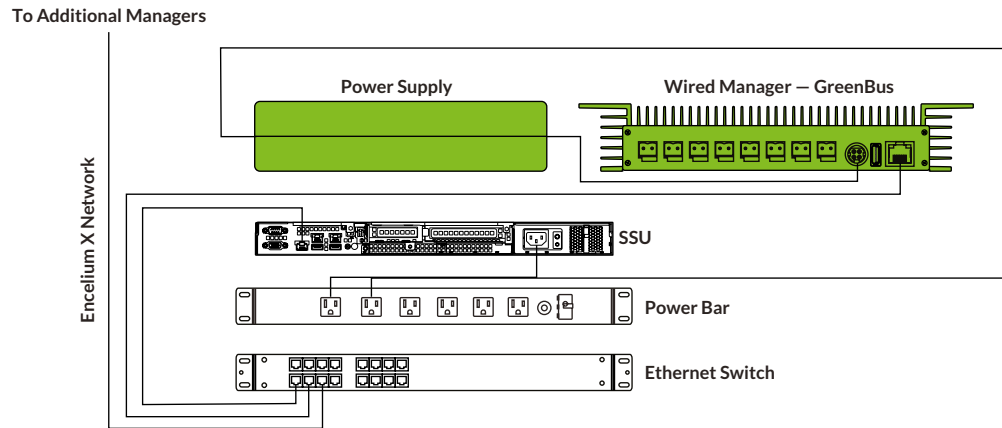 To Additional Managers
Power Supply
Wired Manager — GreenBus
Encelium X Network
SSU
Power Bar
Ethernet Switch